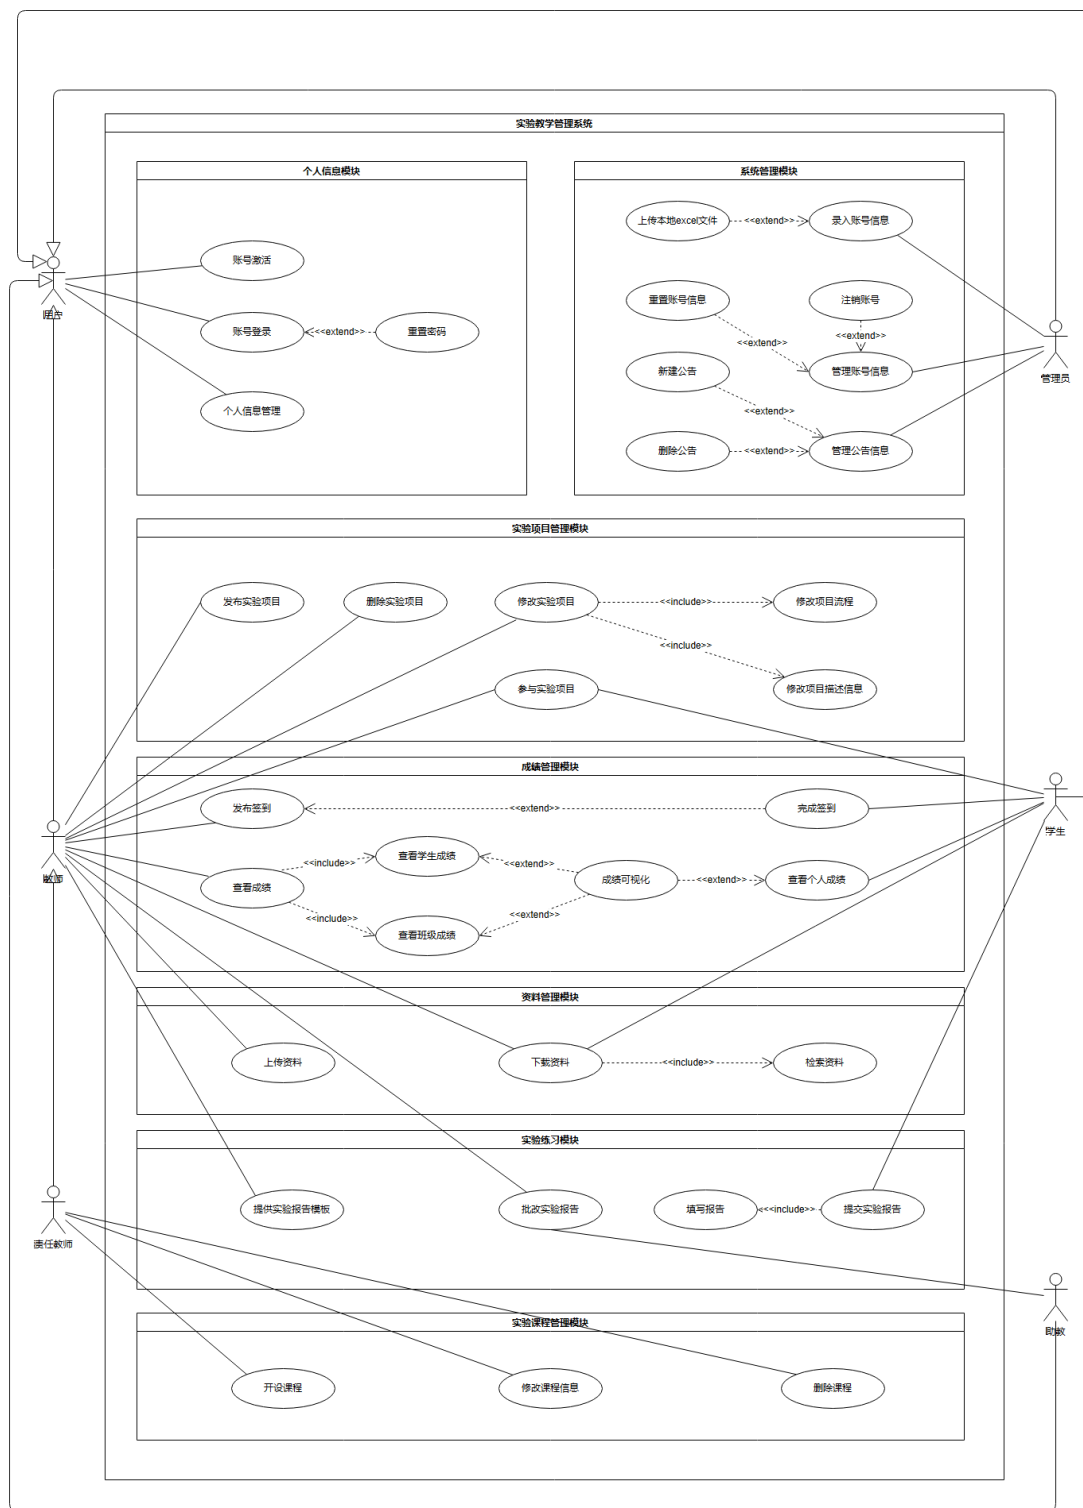 实验教学管理系统
个人信息模块
系统管理模块
上传本地excel文件
<<extend>>
录入账号信息
账号激活
用户
重置账号信息
注销账号
账号登录
<<extend>>
重置密码
<<extend>>
<<extend>>
新建公告
管理账号信息
管理员
个人信息管理
<<extend>>
删除公告
<<extend>>
管理公告信息
实验项目管理模块
发布实验项目
删除实验项目
修改实验项目
<<include>>
修改项目流程
<<include>>
参与实验项目
修改项目描述信息
成绩管理模块
发布签到
<<extend>>
完成签到
学生
查看学生成绩
<<include>>
<<extend>>
教师
查看成绩
成绩可视化
<<extend>>
查看个人成绩
<<include>>
<<extend>>
查看班级成绩
资料管理模块
上传资料
下载资料
<<include>>
检索资料
实验练习模块
提供实验报告模板
批改实验报告
填写报告
<<include>>
提交实验报告
责任教师
实验课程管理模块
助教
开设课程
修改课程信息
删除课程